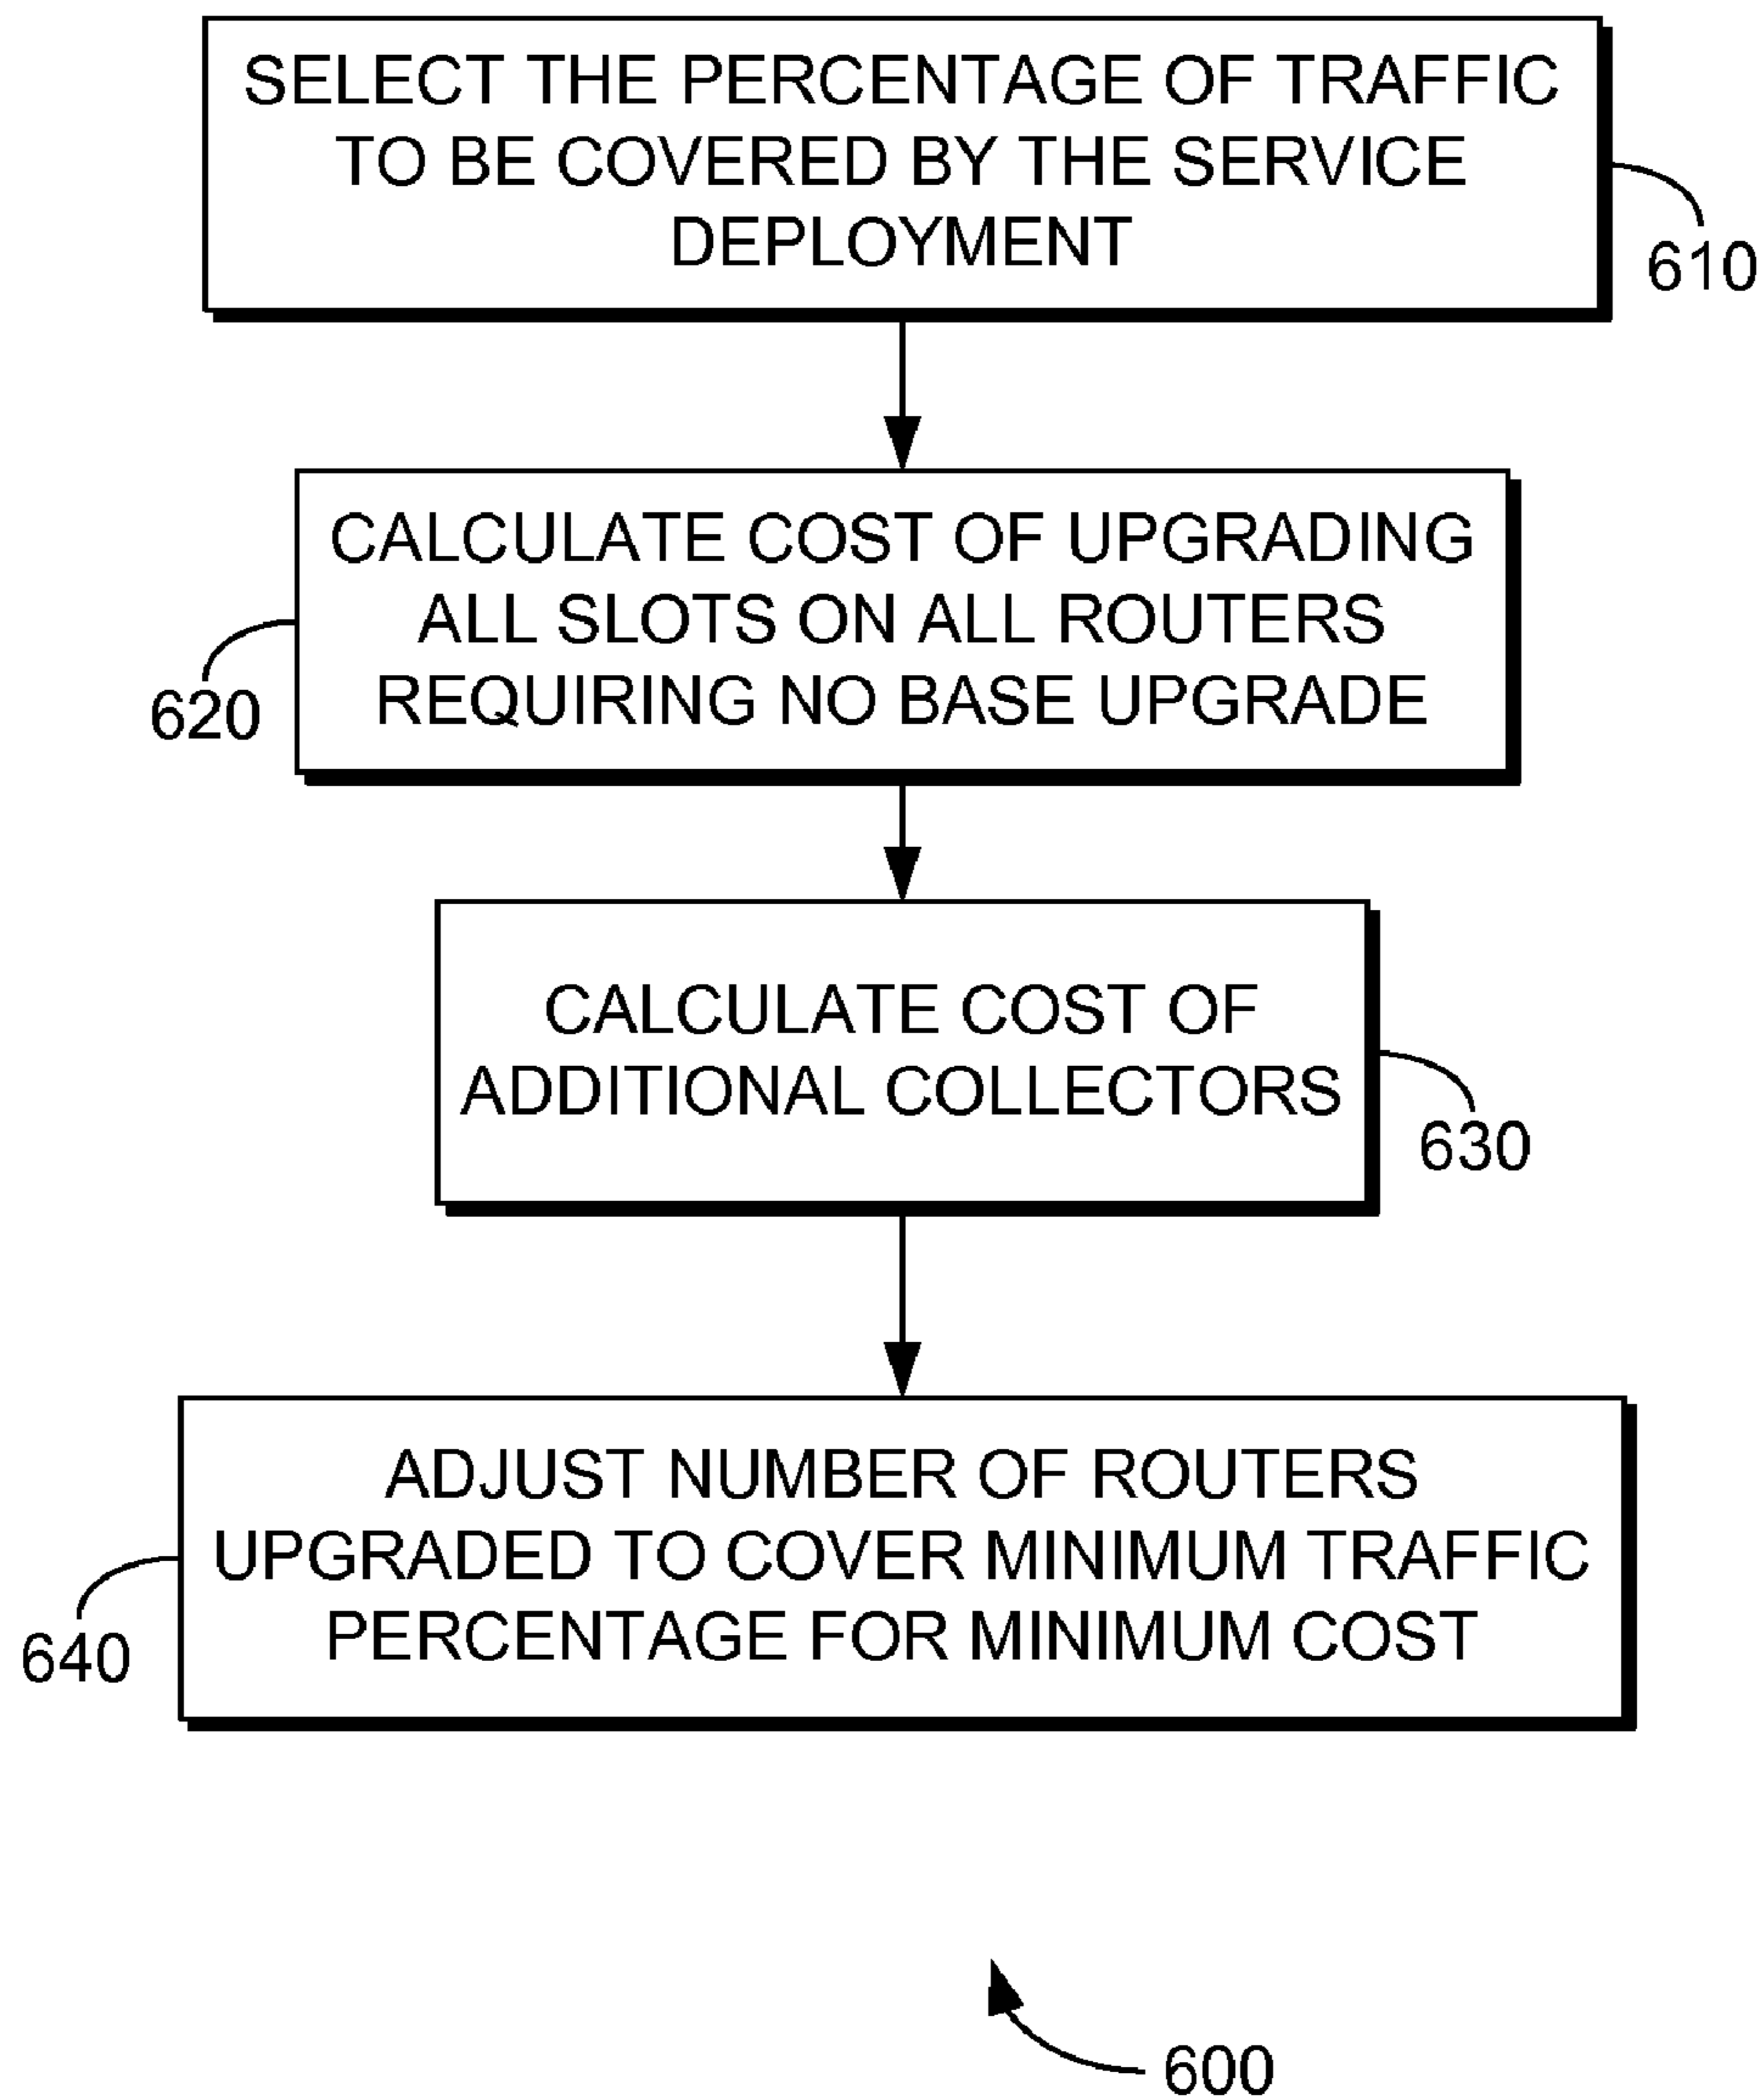 SELECT THE PERCENTAGE OF TRAFFIC
TO BE COVERED BY THE SERVICE
DEPLOYMENT
610
CALCULATE COST OF UPGRADING
ALL SLOTS ON ALL ROUTERS
REQUIRING NO BASE UPGRADE
620
CALCULATE COST OF
ADDITIONAL COLLECTORS
630
ADJUST NUMBER OF ROUTERS
UPGRADED TO COVER MINIMUM TRAFFIC
PERCENTAGE FOR MINIMUM COST
640
600